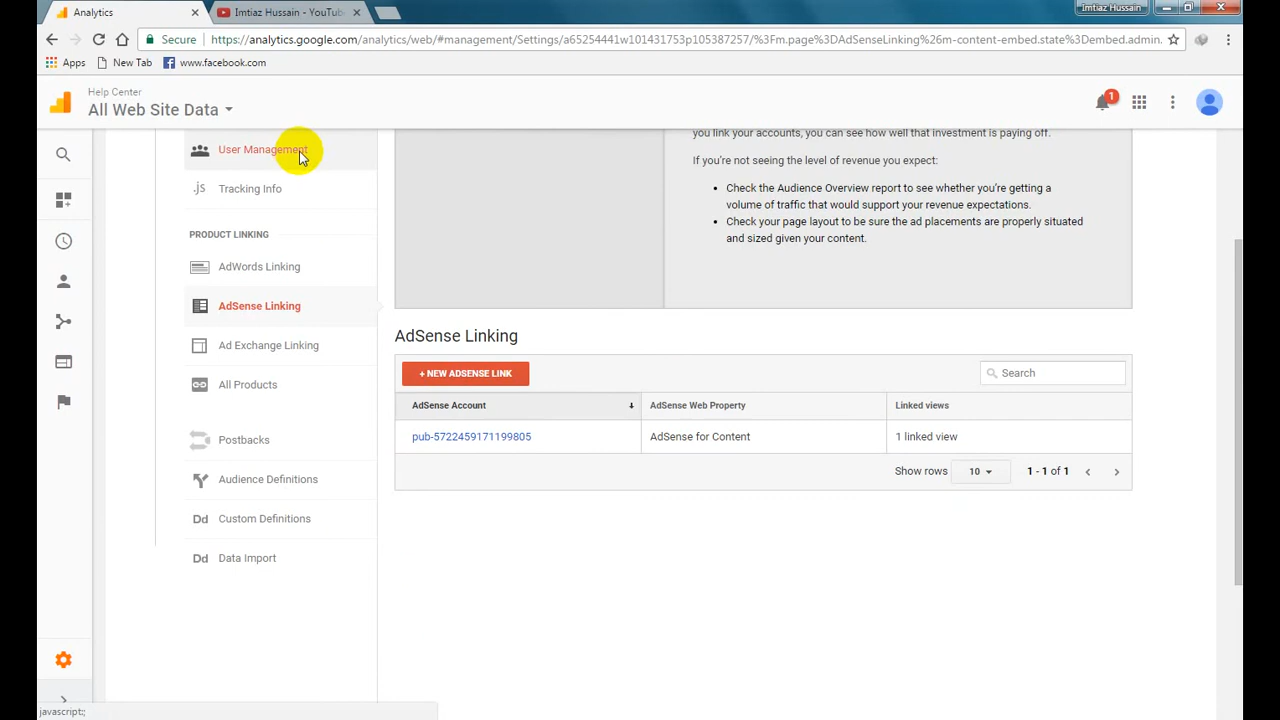 Analytics
Imtiaz Hussain - YouTub
Imtiaz Hussain
Secure
https://analytics.google.com/analytics/web/#management/Settings/a65254441w101431753p105387257/%3Fm.page%3DAdSenseLinking%26m-content-embed.state%3Dembed.admin.
Apps
New Tab
www.facebook.com
Help Center
All Web Site Data
1
User Management
.js Tracking Info
PRODUCT LINKING
AdWords Linking
AdSense Linking
Ad Exchange Linking
All Products
Postbacks
Audience Definitions
Dd Custom Definitions
Dd Data Import
you link your accounts, you can see how well that investment is paying off.
If you're not seeing the level of revenue you expect:
• Check the Audience Overview report to see whether you're getting a
volume of traffic that would support your revenue expectations.
• Check your page layout to be sure the ad placements are properly situated
and sized given your content.
AdSense Linking
+ NEW ADSENSE LINK
Search
AdSense Account
AdSense Web Property
Linked views
pub-5722459171199805
AdSense for Content
1 linked view
Show rows
10
1 - 1 of 1
javascript:;